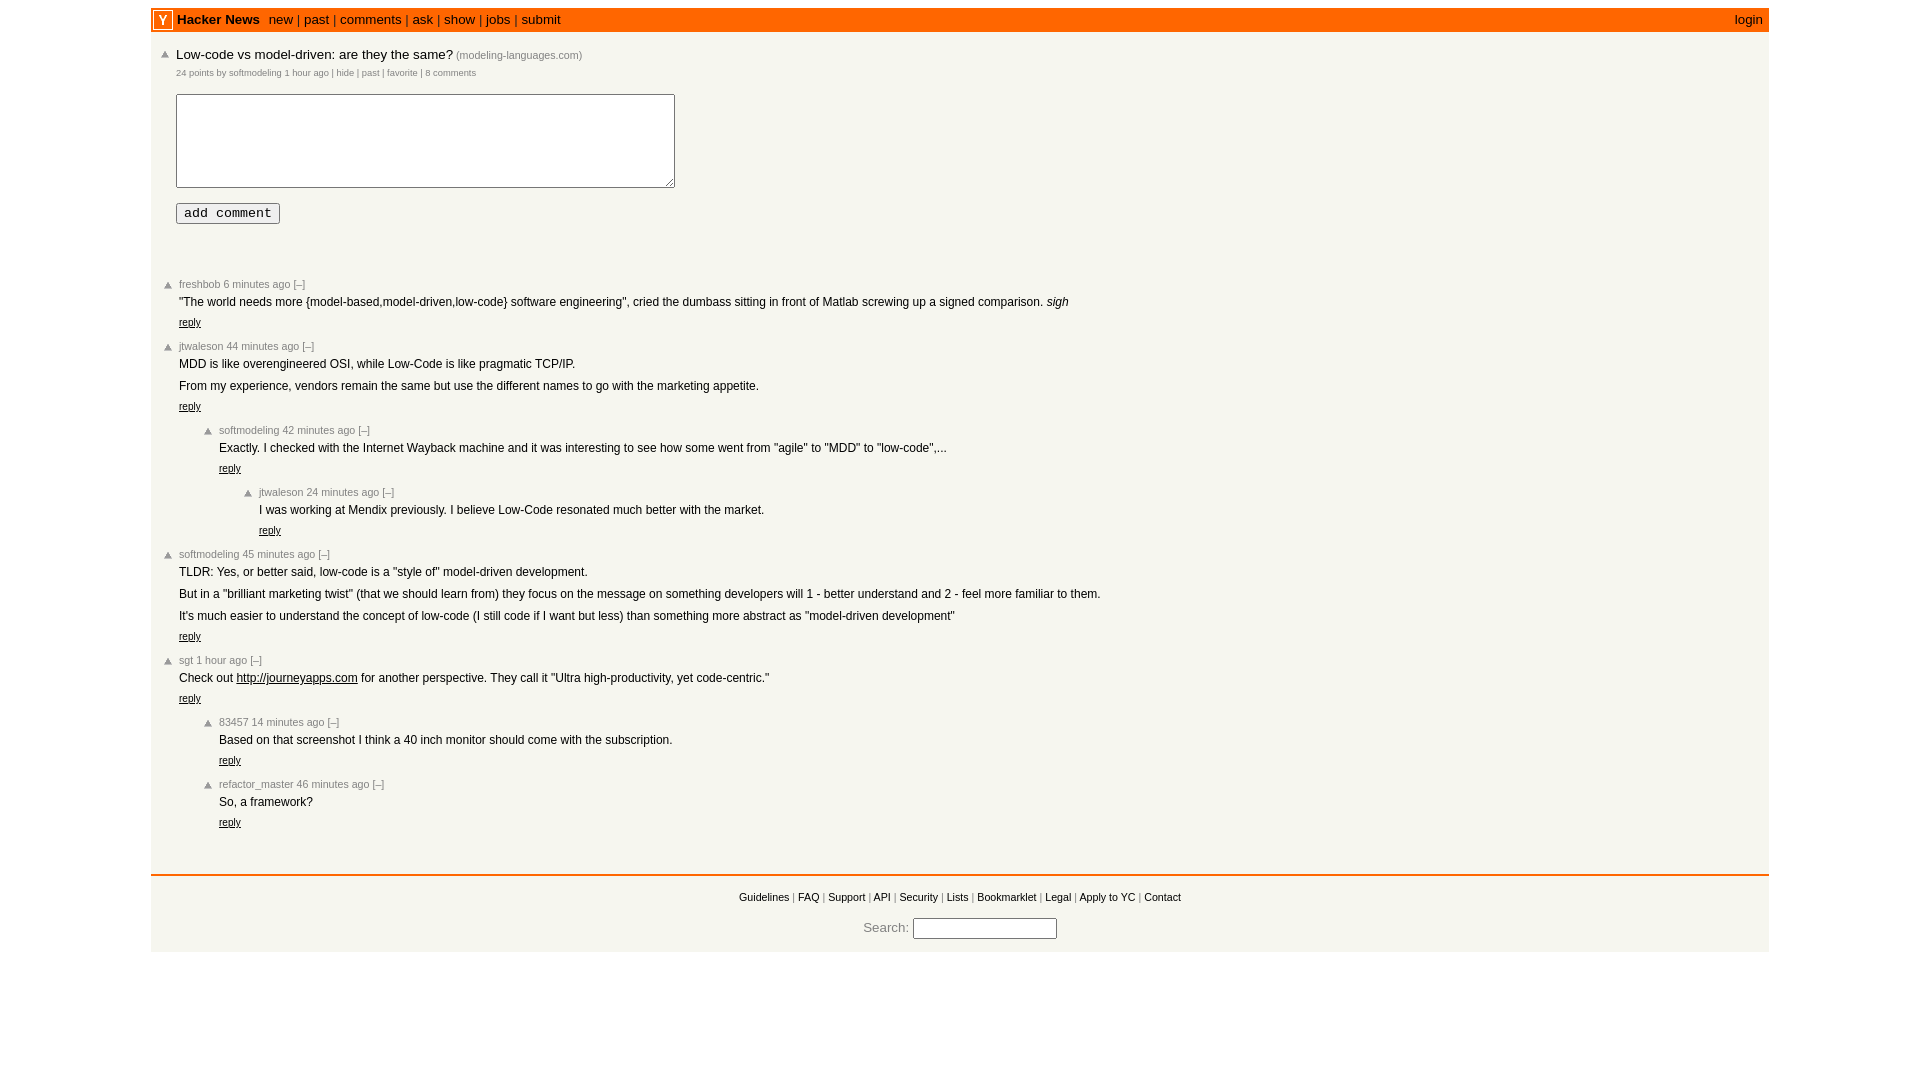 Y Hacker News new | past | comments | ask | show | jobs | submit login
Low-code vs model-driven: are they the same? (modeling-languages.com)
24 points by softmodeling 1 hour ago | hide | past | favorite | 8 comments
add comment
freshbob 6 minutes ago [–]
"The world needs more {model-based,model-driven,low-code} software engineering", cried the dumbass sitting in front of Matlab screwing up a signed comparison. sigh
reply
jtwaleson 44 minutes ago [–]
MDD is like overengineered OSI, while Low-Code is like pragmatic TCP/IP.
From my experience, vendors remain the same but use the different names to go with the marketing appetite.
reply
softmodeling 42 minutes ago [–]
Exactly. I checked with the Internet Wayback machine and it was interesting to see how some went from "agile" to "MDD" to "low-code",...
reply
jtwaleson 24 minutes ago [–]
I was working at Mendix previously. I believe Low-Code resonated much better with the market.
reply
softmodeling 45 minutes ago [–]
TLDR: Yes, or better said, low-code is a "style of" model-driven development.
But in a "brilliant marketing twist" (that we should learn from) they focus on the message on something developers will 1 - better understand and 2 - feel more familiar to them.
It's much easier to understand the concept of low-code (I still code if I want but less) than something more abstract as "model-driven development"
reply
sgt 1 hour ago [–]
Check out http://journeyapps.com for another perspective. They call it "Ultra high-productivity, yet code-centric."
reply
83457 14 minutes ago [–]
Based on that screenshot I think a 40 inch monitor should come with the subscription.
reply
refactor_master 46 minutes ago [–]
So, a framework?
reply
Guidelines | FAQ | Support | API | Security | Lists | Bookmarklet | Legal | Apply to YC | Contact
Search: